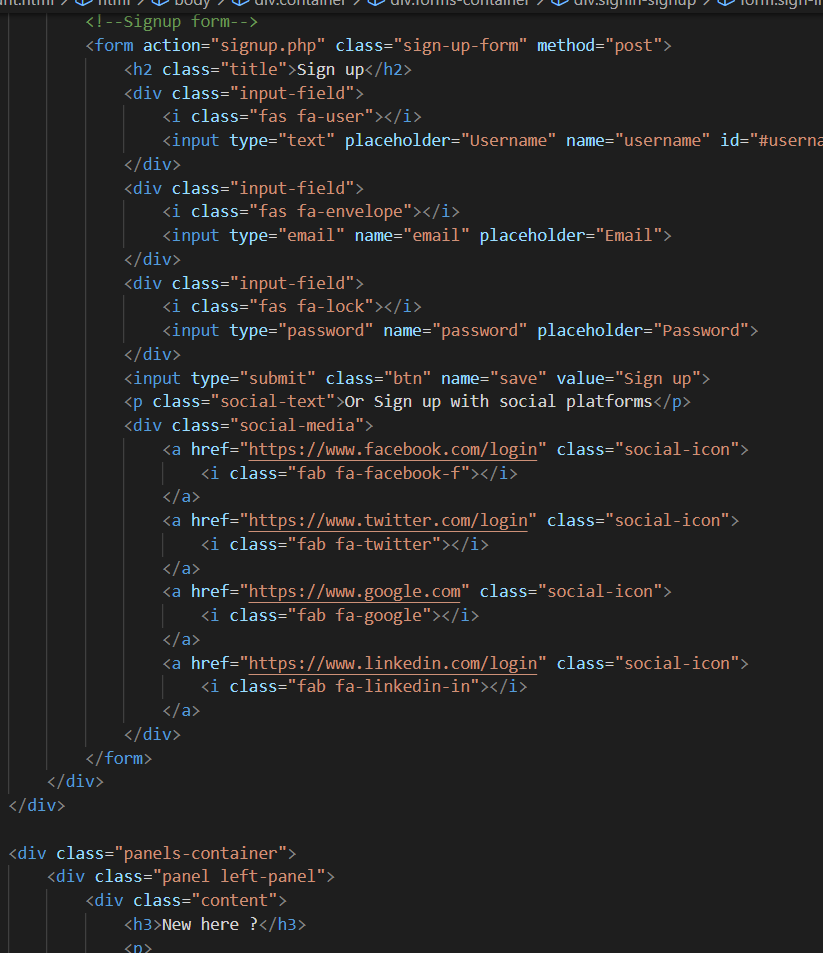 html > body > div.container > div.forms-container > div.signin-signup >
<!--Signup form-->
<form action="signup.php" class="sign-up-form" method="post">
<h2 class="title">Sign up</h2>
<div class="input-field">
<i class="fas fa-user"></i>
<input type="text" placeholder="Username" name="username" id="#userna
</div>
<div class="input-field">
<i class="fas fa-envelope"></i>
<input type="email" name="email" placeholder="Email">
</div>
<div class="input-field">
<i class="fas fa-lock"></i>
<input type="password" name="password" placeholder="Password">
</div>
<input type="submit" class="btn" name="save" value="Sign up">
<p class="social-text">Or Sign up with social platforms</p>
<div class="social-media">
<a href="https://www.facebook.com/login" class="social-icon">
<i class="fab fa-facebook-f"></i>
</a>
<a href="https://www.twitter.com/login" class="social-icon">
<i class="fab fa-twitter"></i>
</a>
<a href="https://www.google.com" class="social-icon">
<i class="fab fa-google"></i>
</a>
<a href="https://www.linkedin.com/login" class="social-icon">
<i class="fab fa-linkedin-in"></i>
</a>
</div>
</form>
</div>
</div>
<div class="panels-container">
<div class="panel left-panel">
<div class="content">
<h3>New here ?</h3>
<p>